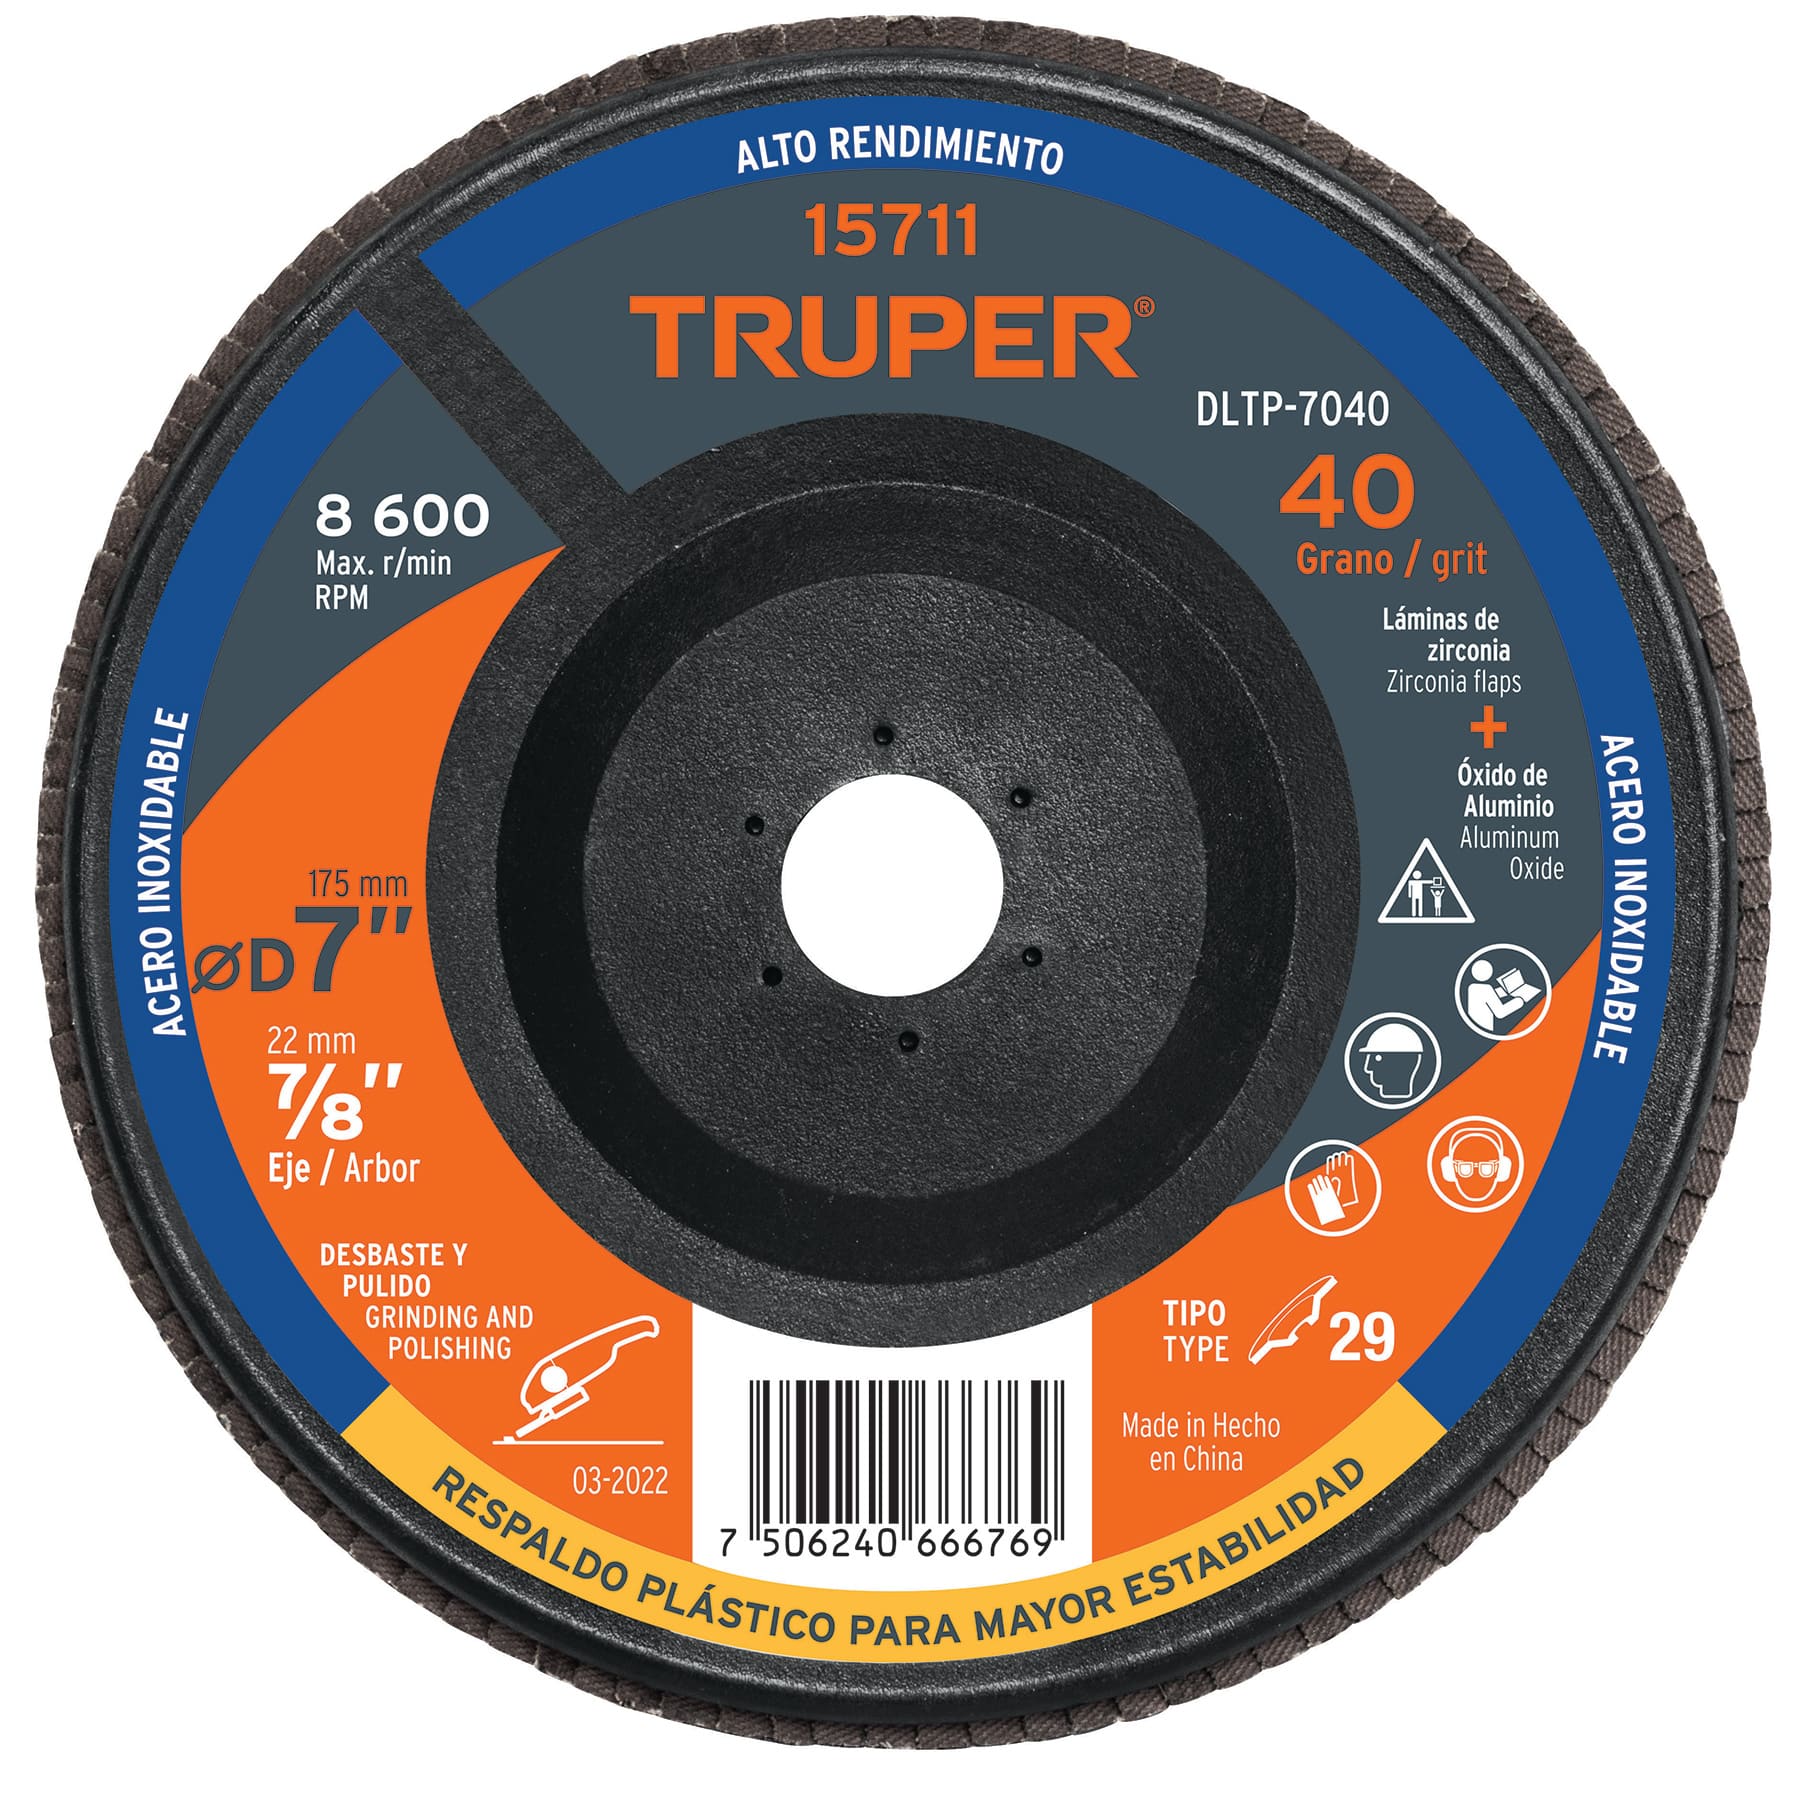 ALTO RENDIMIENTO
15711
TRUPER®
DLTP-7040
40
Grano / grit
Láminas de
zirconia
Zirconia flaps
+
Óxido de
Aluminio
Aluminum
Oxide
8 600
Max. r/min
RPM
ACERO INOXIDABLE
ACERO INOXIDABLE
175 mm
⌀D 7"
22 mm
7/8"
Eje / Arbor
DESBASTE Y
PULIDO
GRINDING AND
POLISHING
03-2022
TIPO
TYPE
29
Made in Hecho
en China
7 506240 666769
RESPALDO PLÁSTICO PARA MAYOR ESTABILIDAD